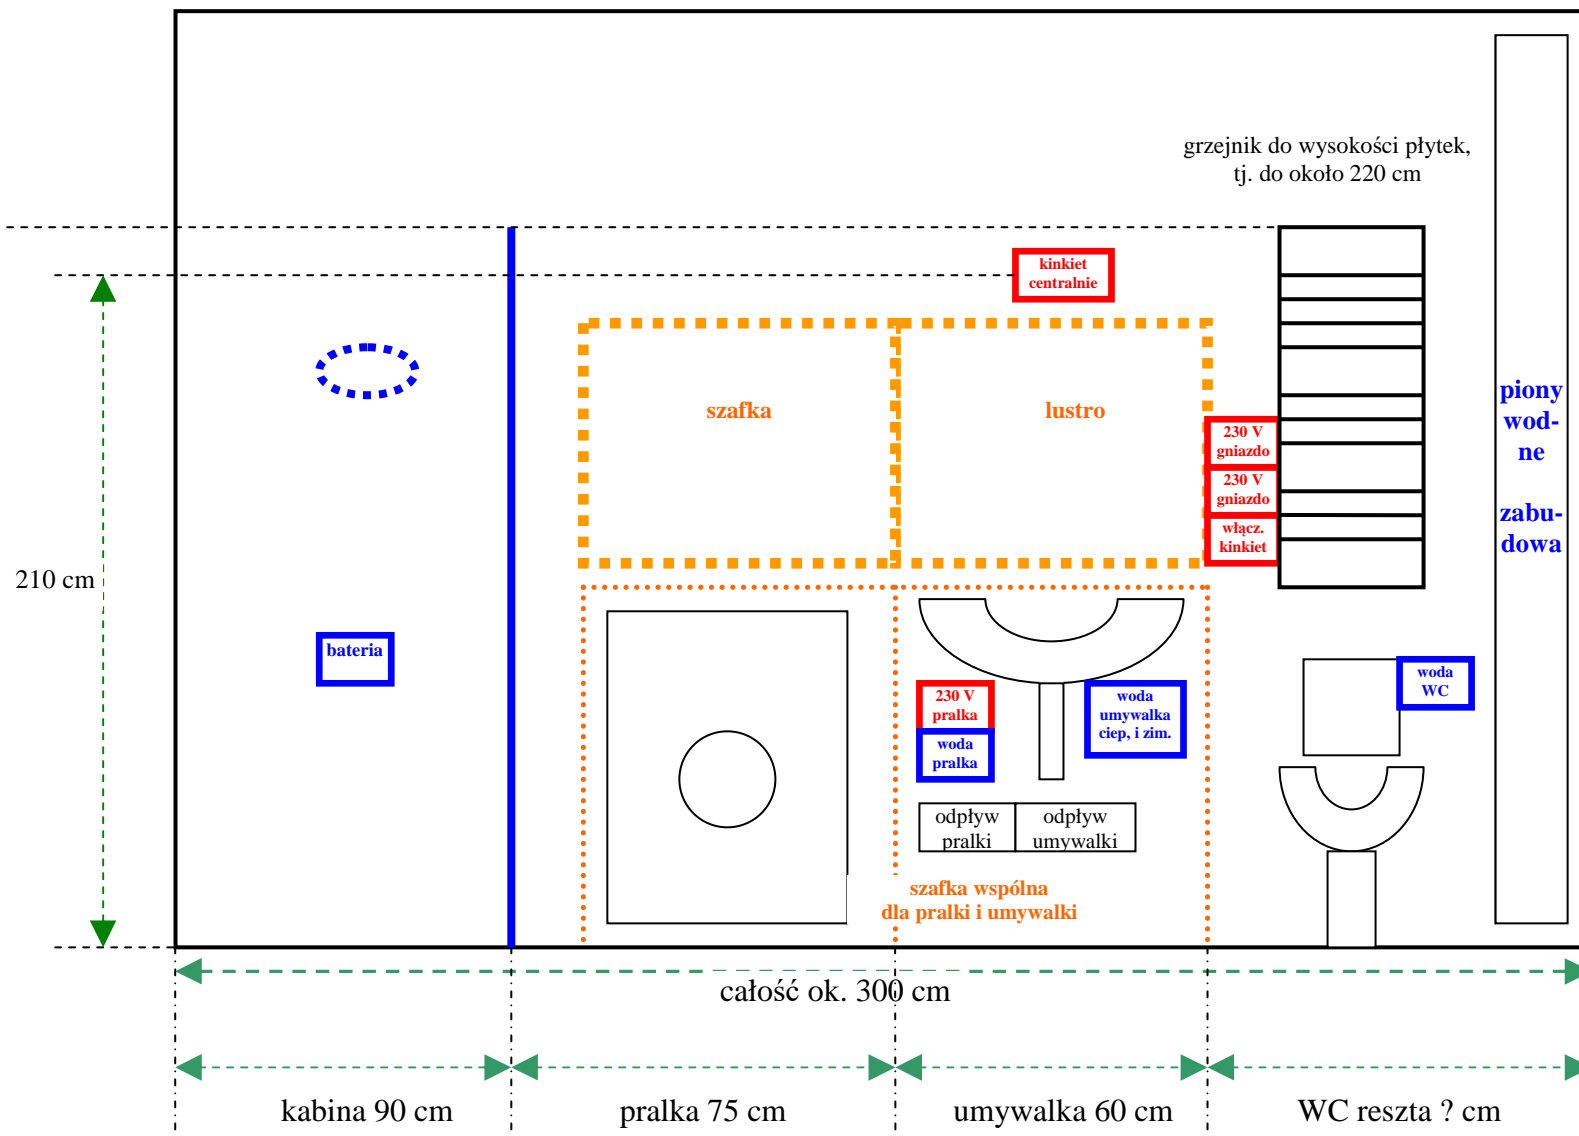 grzejnik do wysokości płytek,
tj. do około 220 cm
kinkiet
centralnie
szafka
lustro
230 V
gniazdo
230 V
gniazdo
włącz.
kinkiet
piony
wod-
ne
zabu-
dowa
210 cm
bateria
230 V
pralka
woda
pralka
woda
umywalka
ciep, i zim.
woda
WC
odpływ
pralki
odpływ
umywalki
szafka wspólna
dla pralki i umywalki
całość ok. 300 cm
kabina 90 cm
pralka 75 cm
umywalka 60 cm
WC reszta ? cm